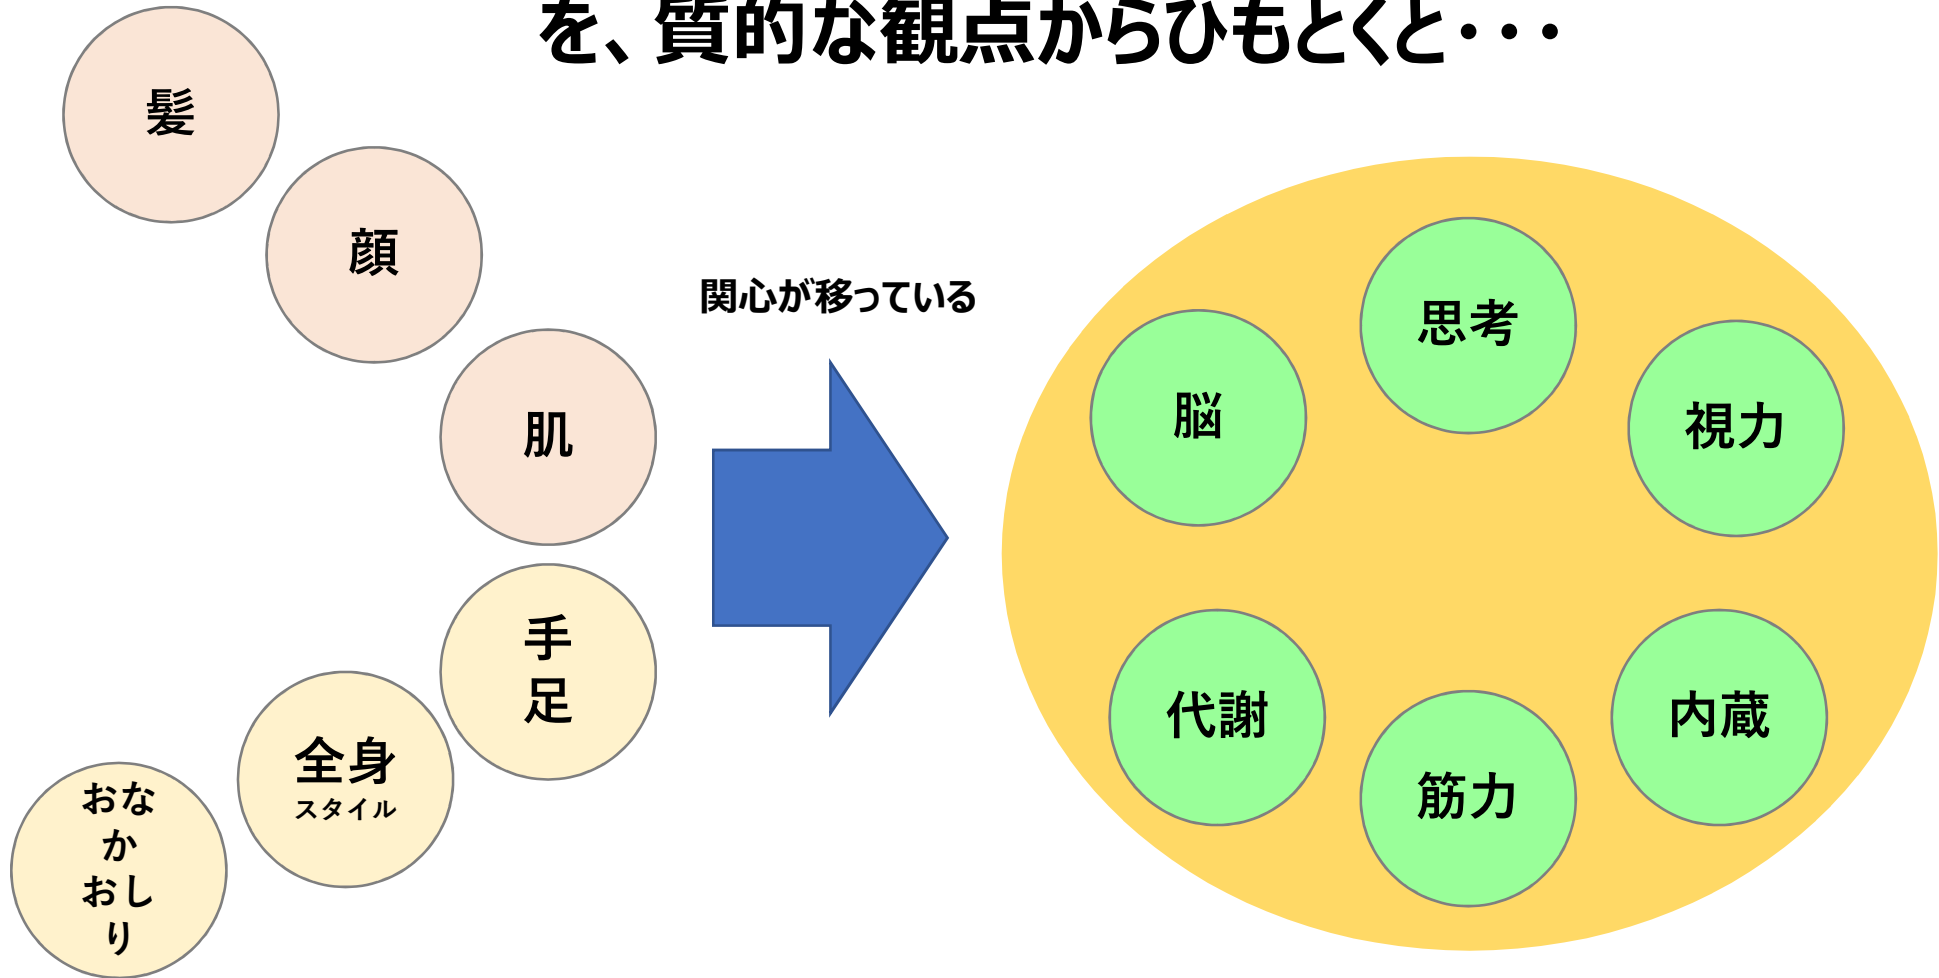 を、質的な観点からひもとくと・・・
髪
顔
肌
手
足
全身
スタイル
おな
か
おし
り
関心が移っている
脳
思考
視力
代謝
筋力
内蔵